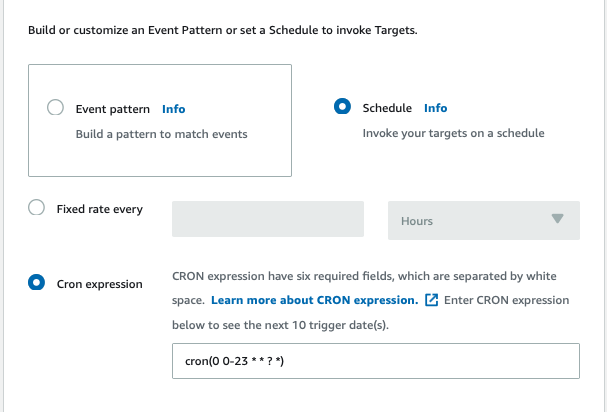 Build or customize an Event Pattern or set a Schedule to invoke Targets.
Event pattern Info
Build a pattern to match events
Schedule Info
Invoke your targets on a schedule
Fixed rate every
Hours
Cron expression
CRON expression have six required fields, which are separated by white
space. Learn more about CRON expression. Enter CRON expression
below to see the next 10 trigger date(s).
cron(0 0-23 * * ? *)